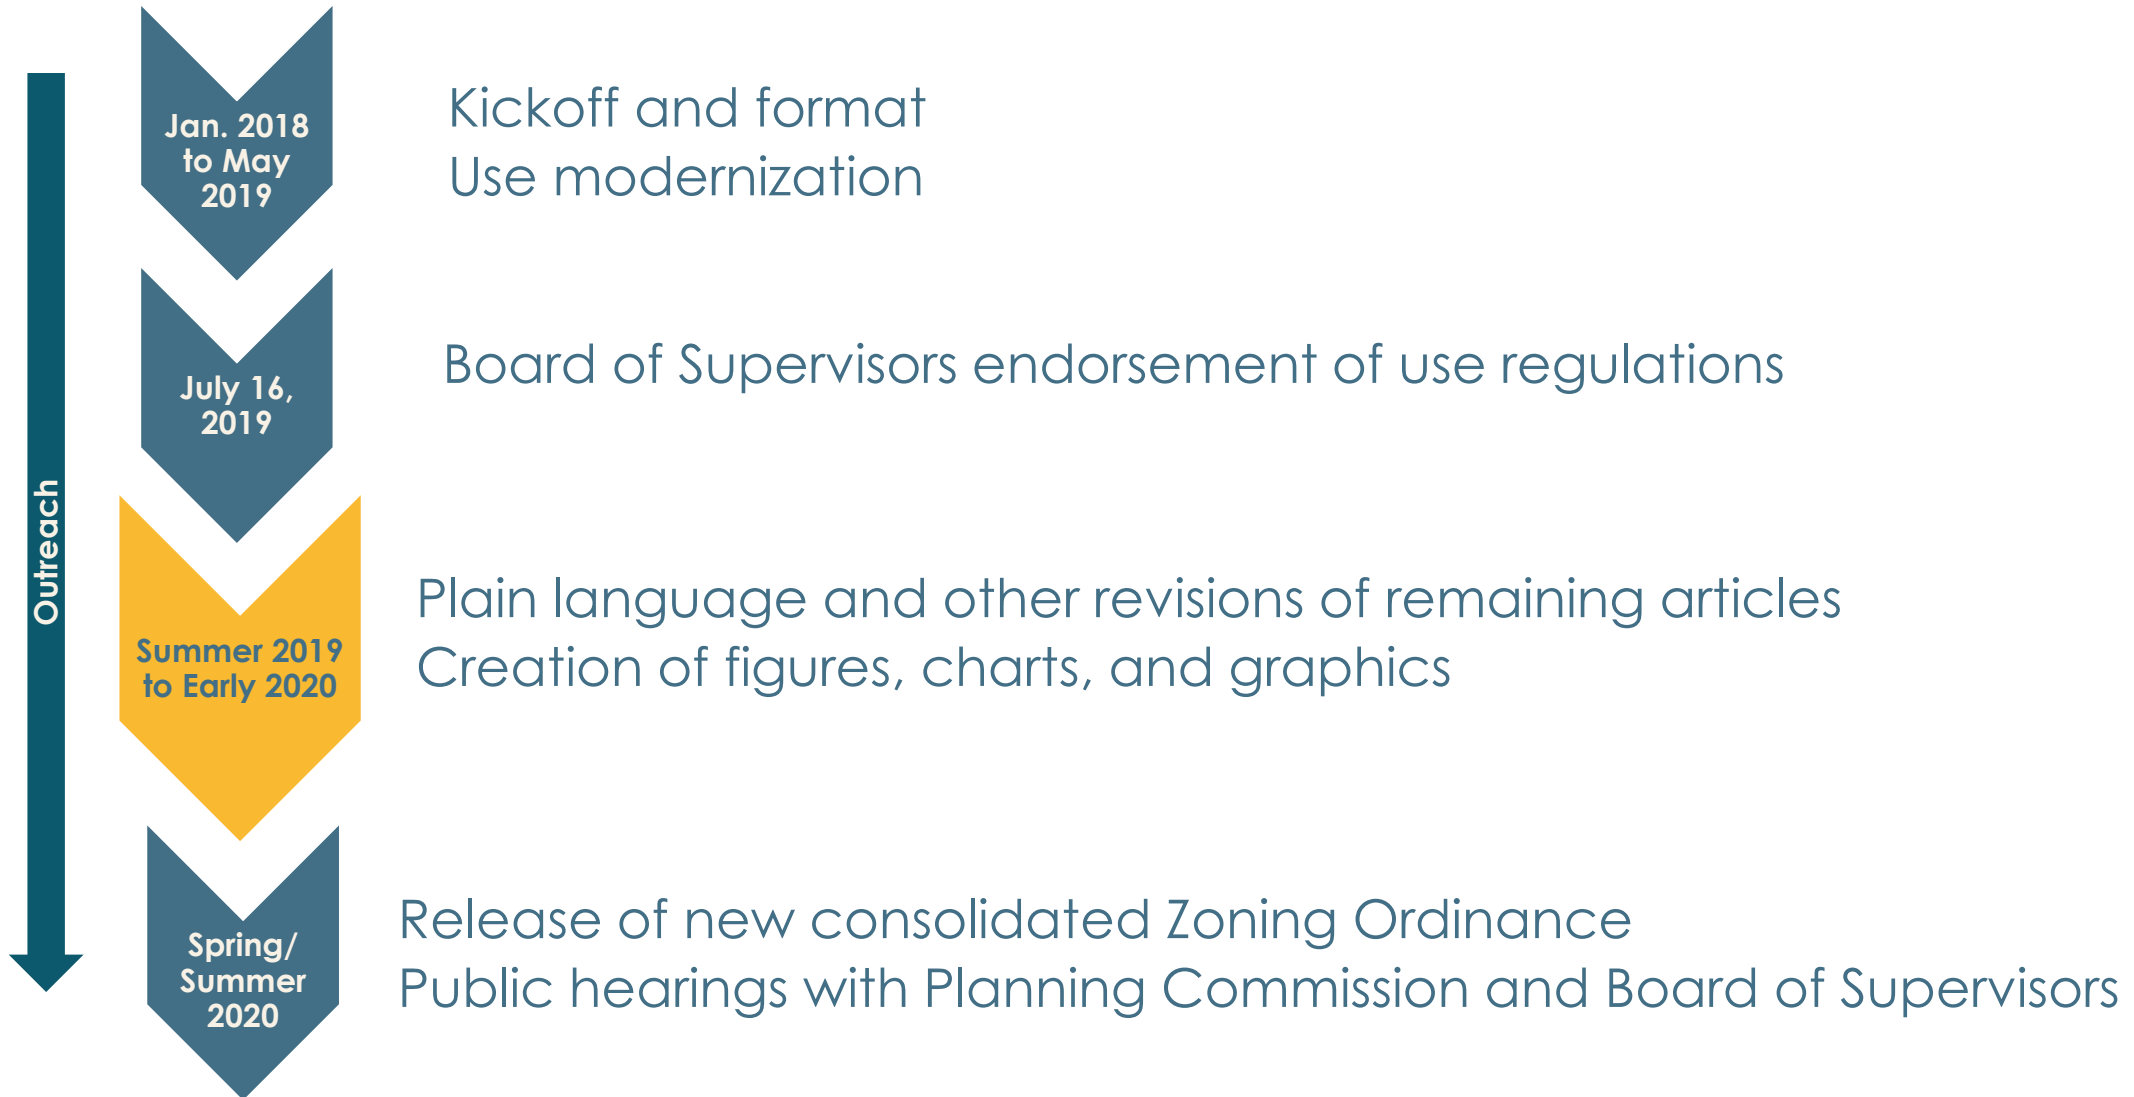 Outreach
Jan. 2018
to May
2019
Kickoff and format
Use modernization
July 16,
2019
Board of Supervisors endorsement of use regulations
Summer 2019
to Early 2020
Plain language and other revisions of remaining articles
Creation of figures, charts, and graphics
Spring/
Summer
2020
Release of new consolidated Zoning Ordinance
Public hearings with Planning Commission and Board of Supervisors